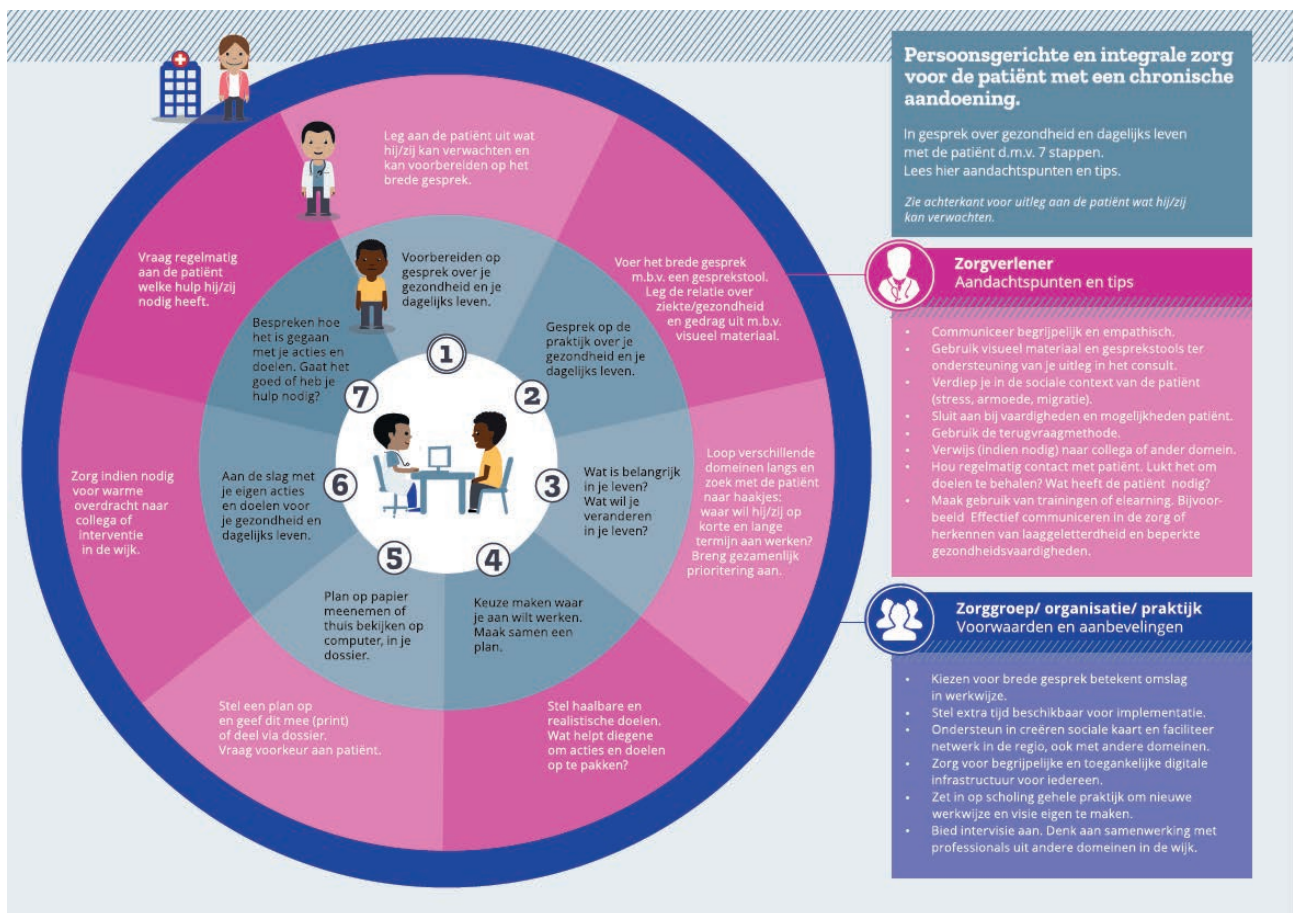 Persoonsgerichte en integrale zorg
voor de patiënt met een chronische
aandoening.
In gesprek over gezondheid en dagelijks leven
met de patiënt d.m.v. 7 stappen.
Lees hier aandachtspunten en tips.
Zie achterkant voor uitleg aan de patiënt wat hij/zij
kan verwachten.
Leg aan de patiënt uit wat
hij/zij kan verwachten en
kan voorbereiden op het
brede gesprek.
Voer het brede gesprek
m.b.v. een gesprekstool.
Leg de relatie over
ziekte/gezondheid
en gedrag uit m.b.v.
visueel materiaal.
Loop verschillende
domeinen langs en
zoek met de patiënt
naar haakjes:
waar wil hij/zij op
korte en lange
termijn aan werken?
Breng gezamenlijk
prioritering aan.
Stel haalbare en
realistische doelen.
Wat helpt diegene
om acties en doelen
op te pakken?
Stel een plan op
en geef dit mee (print)
of deel via dossier.
Vraag voorkeur aan patiënt.
Zorg indien nodig
voor warme
overdracht naar
collega of
interventie
in de wijk.
Vraag regelmatig
aan de patiënt
welke hulp hij/zij
nodig heeft.
Voorbereiden op
gesprek over je
gezondheid en je
dagelijks leven.
1
Gesprek op de
praktijk over je
gezondheid en je
dagelijks leven.
2
Wat is belangrijk
in je leven?
Wat wil je
veranderen
in je leven?
3
Keuze maken waar
je aan wilt werken.
Maak samen een
plan.
4
Plan op papier
meenemen of
thuis bekijken op
computer, in je
dossier.
5
Aan de slag met
je eigen acties
en doelen voor
je gezondheid en
dagelijks leven.
6
Bespreken hoe
het is gegaan
met je acties en
doelen. Gaat het
goed of heb je
hulp nodig?
7
Zorgverlener
Aandachtspunten en tips
• Communiceer begrijpelijk en empathisch.
• Gebruik visueel materiaal en gesprekstools ter
ondersteuning van je uitleg in het consult.
• Verdiep je in de sociale context van de patiënt
(stress, armoede, migratie).
• Sluit aan bij vaardigheden en mogelijkheden patiënt.
• Gebruik de terugvraagmethode.
• Verwijs (indien nodig) naar collega of ander domein.
• Hou regelmatig contact met patiënt. Lukt het om
doelen te behalen? Wat heeft de patiënt nodig?
• Maak gebruik van trainingen of elearning. Bijvoor-
beeld Effectief communiceren in de zorg of
herkennen van laaggeletterdheid en beperkte
gezondheidsvaardigheden.
Zorggroep/ organisatie/ praktijk
Voorwaarden en aanbevelingen
• Kiezen voor brede gesprek betekent omslag
in werkwijze.
• Stel extra tijd beschikbaar voor implementatie.
• Ondersteun in creëren sociale kaart en faciliteer
netwerk in de regio, ook met andere domeinen.
• Zorg voor begrijpelijke en toegankelijke digitale
infrastructuur voor iedereen.
• Zet in op scholing gehele praktijk om nieuwe
werkwijze en visie eigen te maken.
• Bied intervisie aan. Denk aan samenwerking met
professionals uit andere domeinen in de wijk.